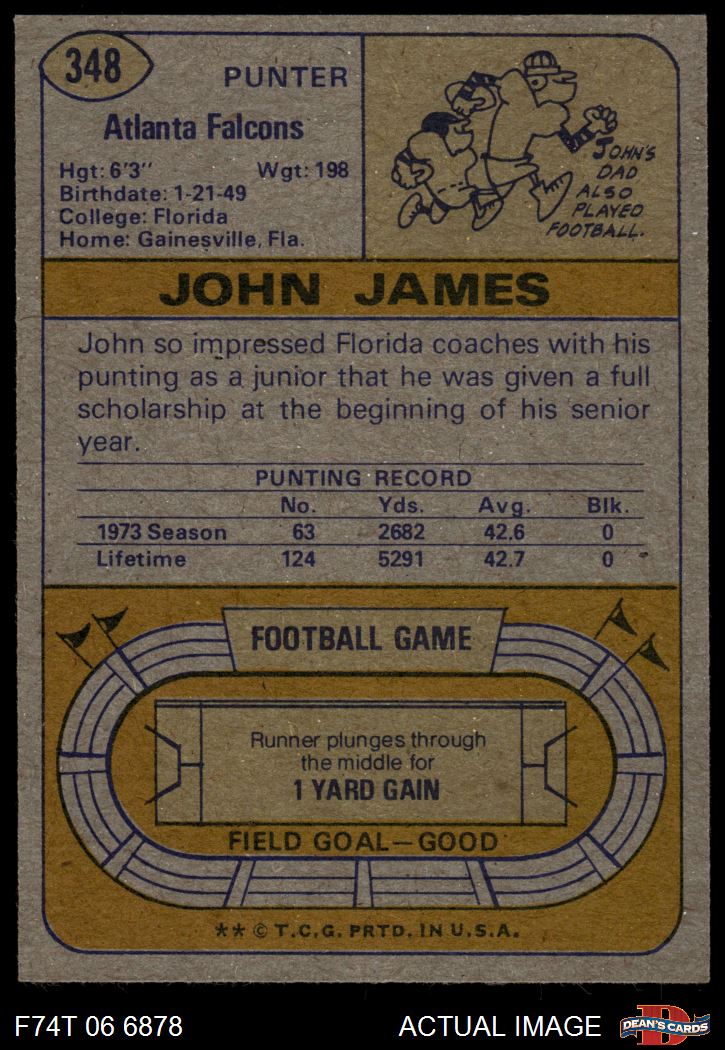 348
PUNTER
Atlanta Falcons
Hgt: 6'3" Wgt: 198
Birthdate: 1-21-49
College: Florida
Home: Gainesville, Fla.
JOHN'S
DAD
ALSO
PLAYED
FOOTBALL.
JOHN JAMES
John so impressed Florida coaches with his
punting as a junior that he was given a full
scholarship at the beginning of his senior
year.
PUNTING RECORD
No. Yds. Avg. Blk.
1973 Season 63 2682 42.6 0
Lifetime 124 5291 42.7 0
FOOTBALL GAME
Runner plunges through
the middle for
1 YARD GAIN
FIELD GOAL—GOOD
** © T.C.G. PRTD. IN U.S.A.
F74T 06 6878 ACTUAL IMAGE
D
DEAN'S CARDS